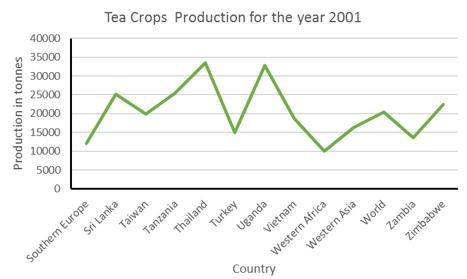 Tea Crops  Production for the year 2001
Production in tonnes
40000
35000
30000
25000
20000
15000
10000
5000
0
Southern Europe
Sri Lanka
Taiwan
Tanzania
Thailand
Turkey
Uganda
Vietnam
Western Africa
Western Asia
World
Zambia
Zimbabwe
Country